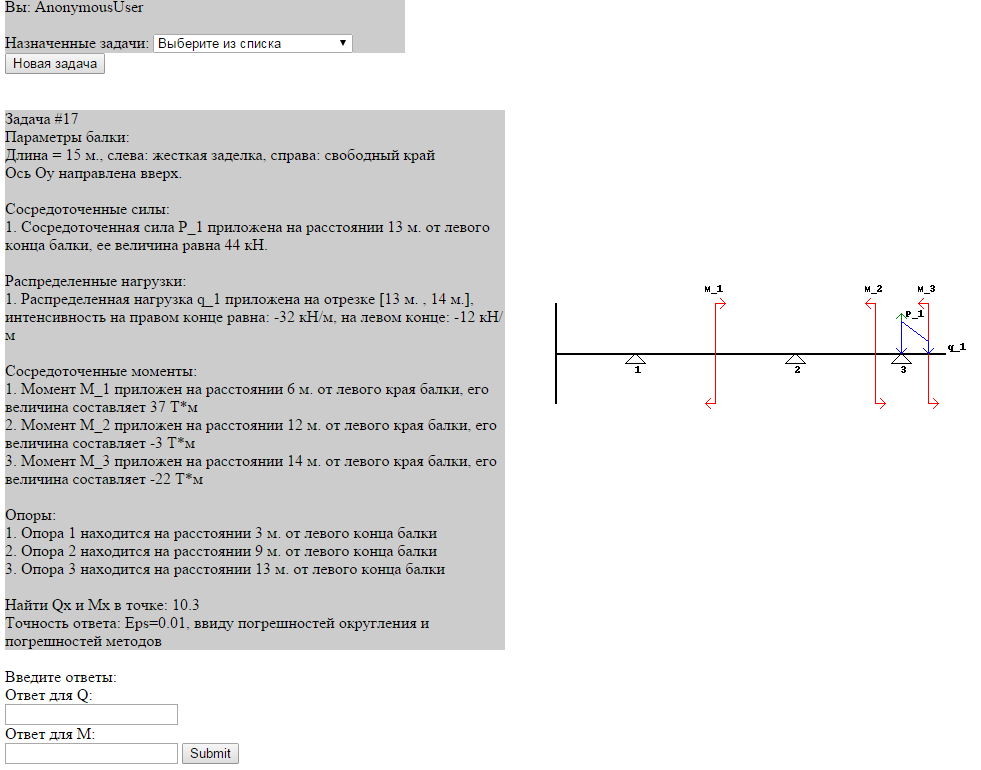 Вы: AnonymousUser
Назначенные задачи: Выберите из списка
Новая задача
Задача #17
Параметры балки:
Длина = 15 м., слева: жесткая заделка, справа: свободный край
Ось Oy направлена вверх.
Сосредоточенные силы:
1. Сосредоточенная сила P_1 приложена на расстоянии 13 м. от левого
конца балки, ее величина равна 44 кН.
Распределенные нагрузки:
1. Распределенная нагрузка q_1 приложена на отрезке [13 м. , 14 м.],
интенсивность на правом конце равна: -32 кН/м, на левом конце: -12 кН/
м
Сосредоточенные моменты:
1. Момент M_1 приложен на расстоянии 6 м. от левого края балки, его
величина составляет 37 Т*м
2. Момент M_2 приложен на расстоянии 12 м. от левого края балки, его
величина составляет -3 Т*м
3. Момент M_3 приложен на расстоянии 14 м. от левого края балки, его
величина составляет -22 Т*м
Опоры:
1. Опора 1 находится на расстоянии 3 м. от левого конца балки
2. Опора 2 находится на расстоянии 9 м. от левого конца балки
3. Опора 3 находится на расстоянии 13 м. от левого конца балки
Найти Qx и Mx в точке: 10.3
Точность ответа: Eps=0.01, ввиду погрешностей округления и
погрешностей методов
Введите ответы:
Ответ для Q:
Ответ для M:
Submit
M_1
M_2
M_3
P_1
q_1
1
2
3